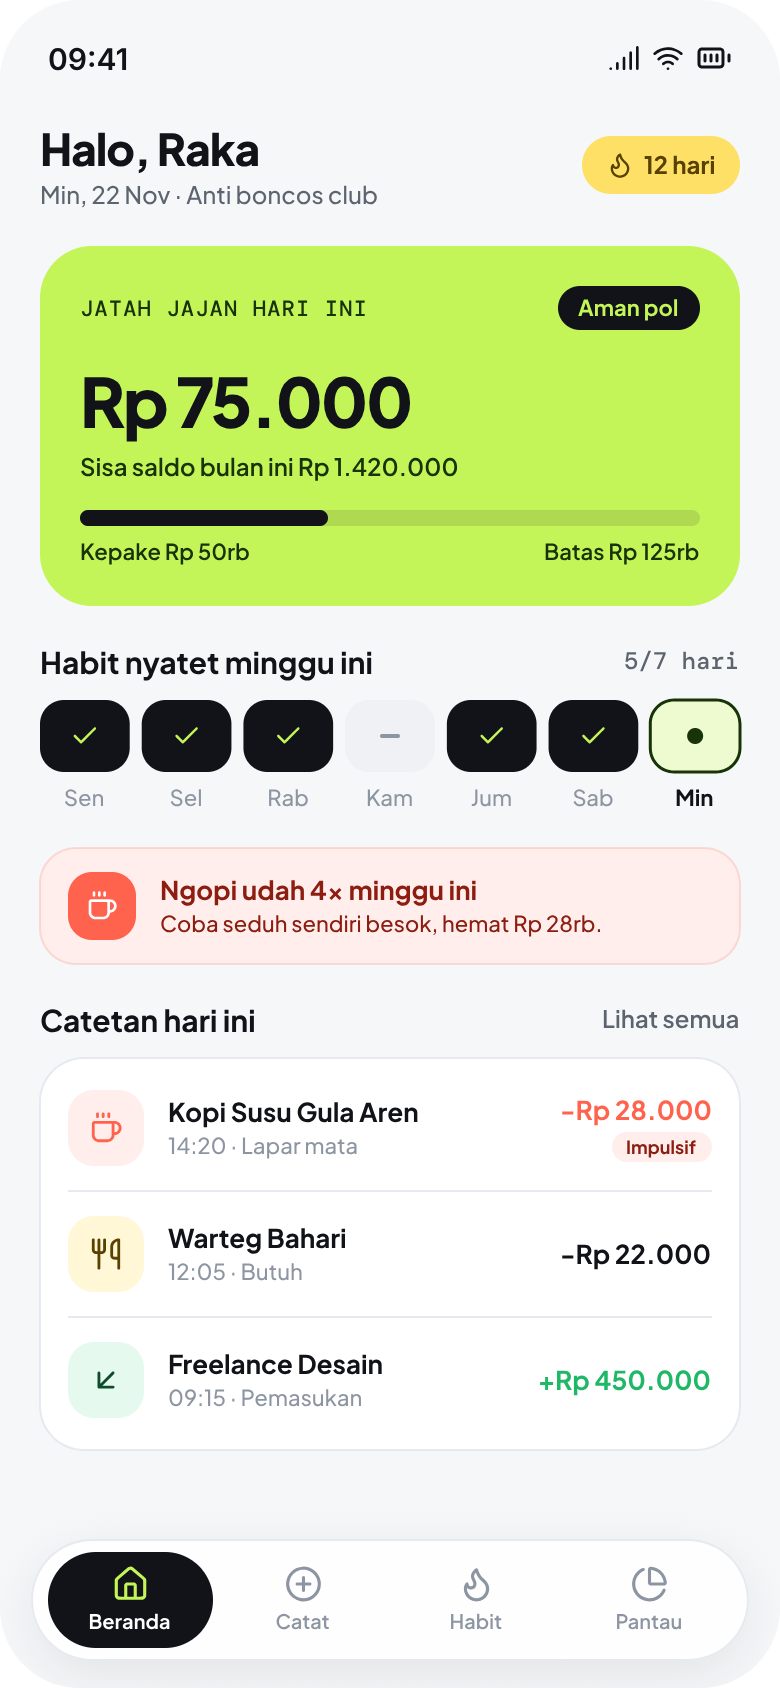 09:41
Halo, Raka
Min, 22 Nov · Anti boncos club
12 hari
JATAH JAJAN HARI INI
Aman pol
Rp 75.000
Sisa saldo bulan ini Rp 1.420.000
Kepake Rp 50rb
Batas Rp 125rb
Habit nyatet minggu ini
5/7 hari
Sen
Sel
Rab
Kam
Jum
Sab
Min
Ngopi udah 4× minggu ini
Coba seduh sendiri besok, hemat Rp 28rb.
Catetan hari ini
Lihat semua
Kopi Susu Gula Aren
14:20 · Lapar mata
−Rp 28.000
Impulsif
Warteg Bahari
12:05 · Butuh
−Rp 22.000
Freelance Desain
09:15 · Pemasukan
+Rp 450.000
Beranda
Catat
Habit
Pantau